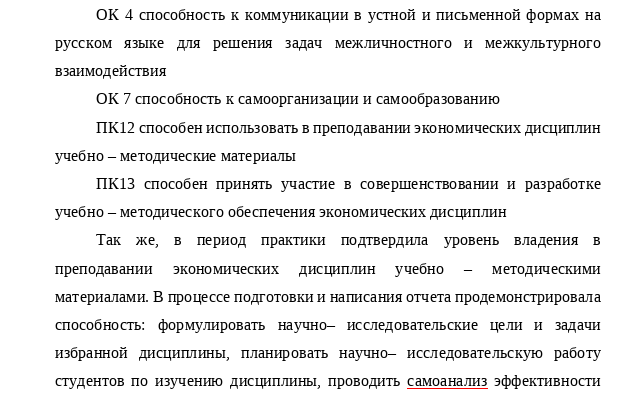 ОК 4 способность к коммуникации в устной и письменной формах на
русском языке для решения задач межличностного и межкультурного
взаимодействия
ОК 7 способность к самоорганизации и самообразованию
ПК12 способен использовать в преподавании экономических дисциплин
учебно – методические материалы
ПК13 способен принять участие в совершенствовании и разработке
учебно – методического обеспечения экономических дисциплин
Так же, в период практики подтвердила уровень владения в
преподавании экономических дисциплин учебно – методическими
материалами. В процессе подготовки и написания отчета продемонстрировала
способность: формулировать научно– исследовательские цели и задачи
избранной дисциплины, планировать научно– исследовательскую работу
студентов по изучению дисциплины, проводить самоанализ эффективности